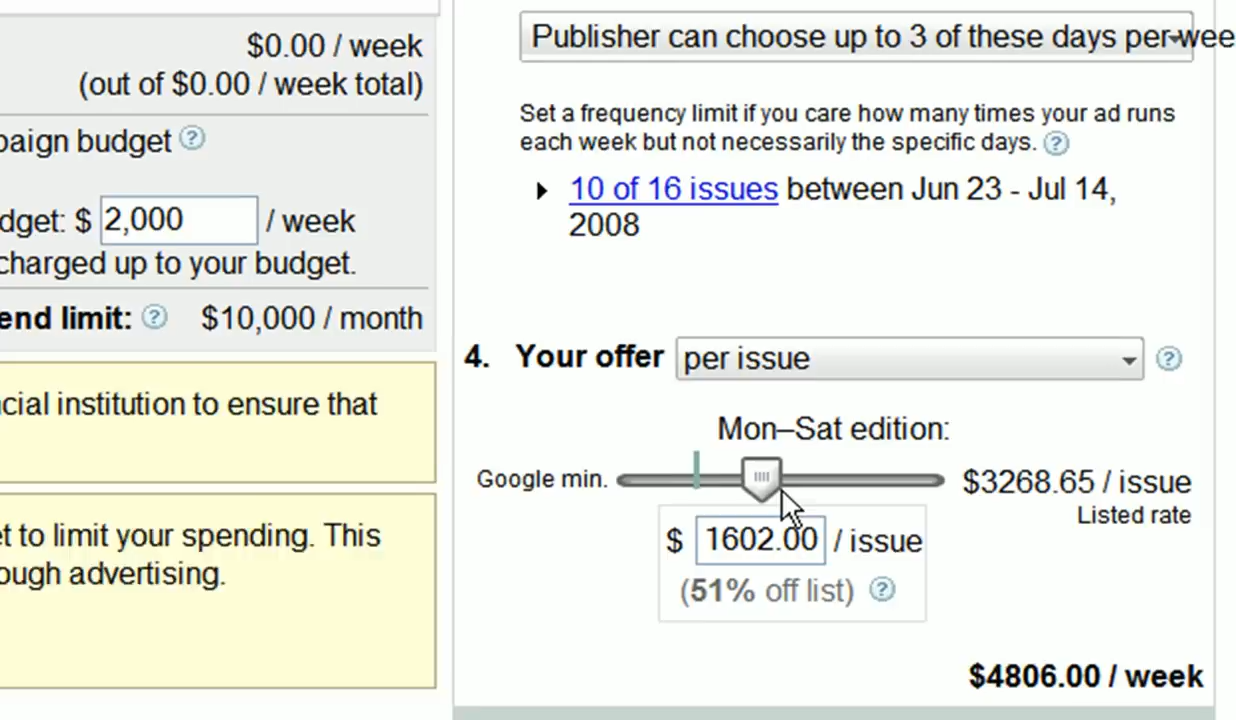 $0.00 / week
(out of $0.00 / week total)
paign budget ?
dget: $ 2,000 / week
charged up to your budget.
end limit: ? $10,000 / month
ncial institution to ensure that
et to limit your spending. This
ough advertising.
Publisher can choose up to 3 of these days per wee
Set a frequency limit if you care how many times your ad runs
each week but not necessarily the specific days. ?
10 of 16 issues between Jun 23 - Jul 14,
2008
4. Your offer per issue ?
Mon–Sat edition:
Google min. $3268.65 / issue
Listed rate
$ 1602.00 / issue
(51% off list) ?
$4806.00 / week